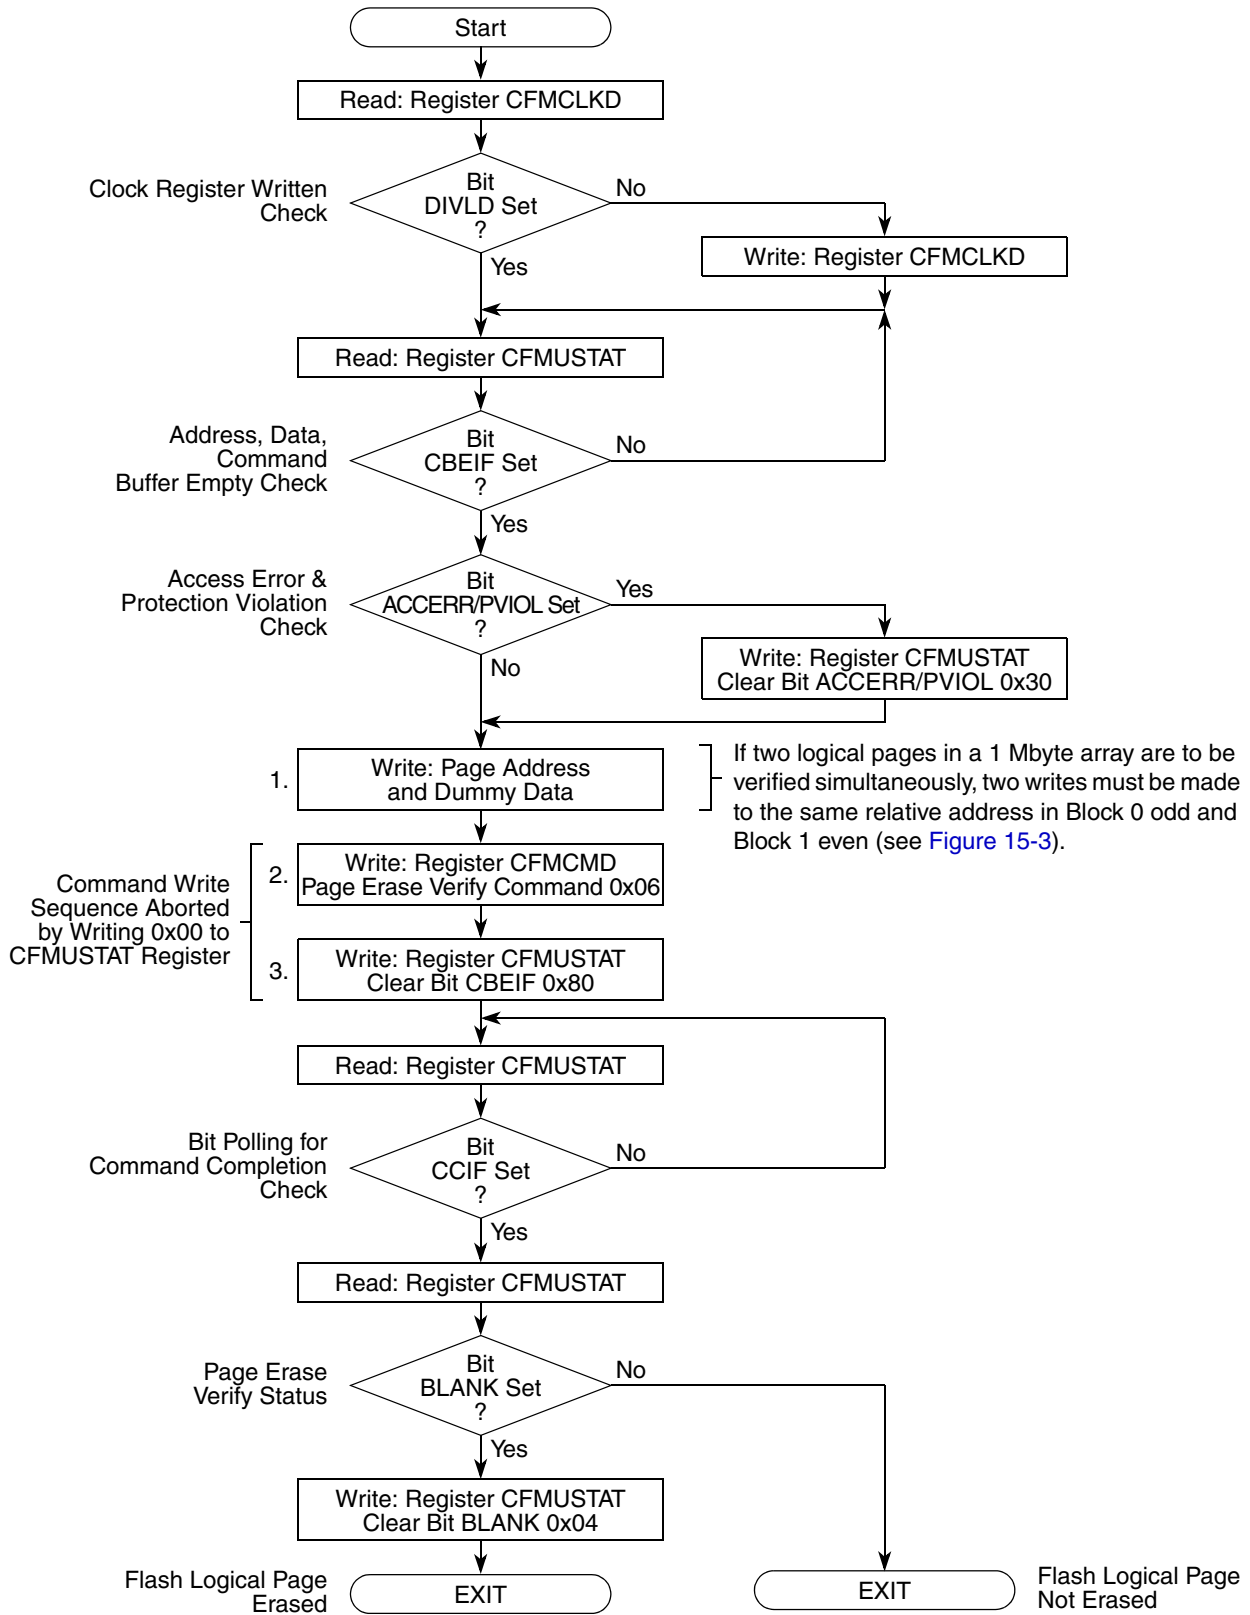 Start
Read: Register CFMCLKD
Clock Register Written
Check
Bit
DIVLD Set
?
No
Write: Register CFMCLKD
Yes
Read: Register CFMUSTAT
Address, Data,
Command
Buffer Empty Check
Bit
CBEIF Set
?
No
Yes
Access Error &
Protection Violation
Check
Bit
ACCERR/PVIOL Set
?
Yes
Write: Register CFMUSTAT
Clear Bit ACCERR/PVIOL 0x30
No
1.
Write: Page Address
and Dummy Data
If two logical pages in a 1 Mbyte array are to be
verified simultaneously, two writes must be made
to the same relative address in Block 0 odd and
Block 1 even (see Figure 15-3).
Command Write
Sequence Aborted
by Writing 0x00 to
CFMUSTAT Register
2.
Write: Register CFMCMD
Page Erase Verify Command 0x06
3.
Write: Register CFMUSTAT
Clear Bit CBEIF 0x80
Read: Register CFMUSTAT
Bit Polling for
Command Completion
Check
Bit
CCIF Set
?
No
Yes
Read: Register CFMUSTAT
Page Erase
Verify Status
Bit
BLANK Set
?
No
Yes
Write: Register CFMUSTAT
Clear Bit BLANK 0x04
Flash Logical Page
Erased
EXIT
EXIT
Flash Logical Page
Not Erased